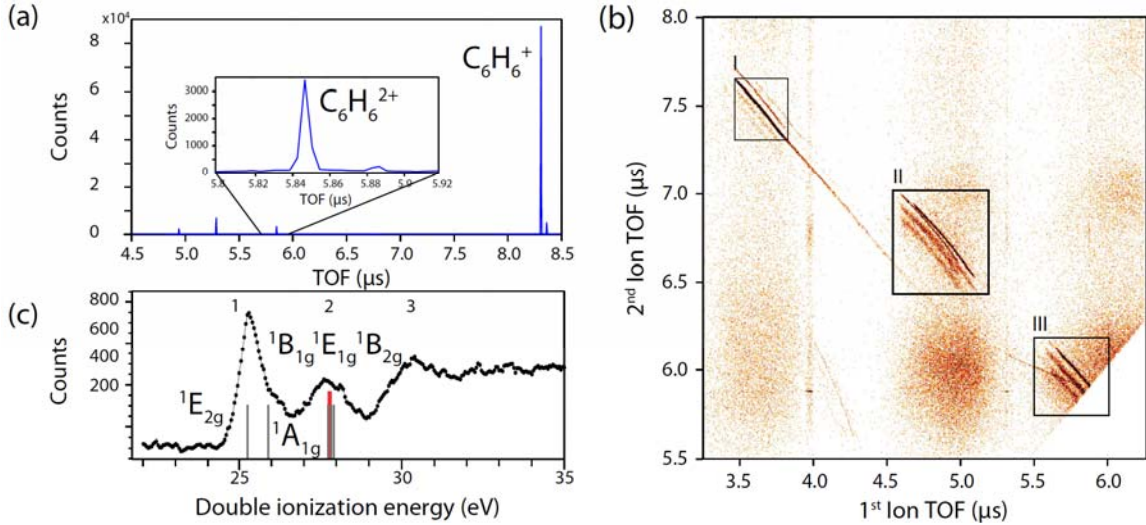 (a)
x10⁴
8
6
4
2
0
Counts
C₆H₆⁺
3000
2000
1000
0
Counts
C₆H₆²⁺
5.8 5.82 5.84 5.86 5.88 5.9 5.92
TOF (µs)
4.5 5.0 5.5 6.0 6.5 7.0 7.5 8.0 8.5
TOF (µs)
(c)
800
600
400
200
Counts
1 2 3
¹E₂g
¹A₁g
¹B₁g ¹E₁g ¹B₂g
25 30 35
Double ionization energy (eV)
(b)
8.0
7.5
7.0
6.5
6.0
5.5
2ⁿᵈ Ion TOF (µs)
I
II
III
3.5 4.0 4.5 5.0 5.5 6.0
1ˢᵗ Ion TOF (µs)